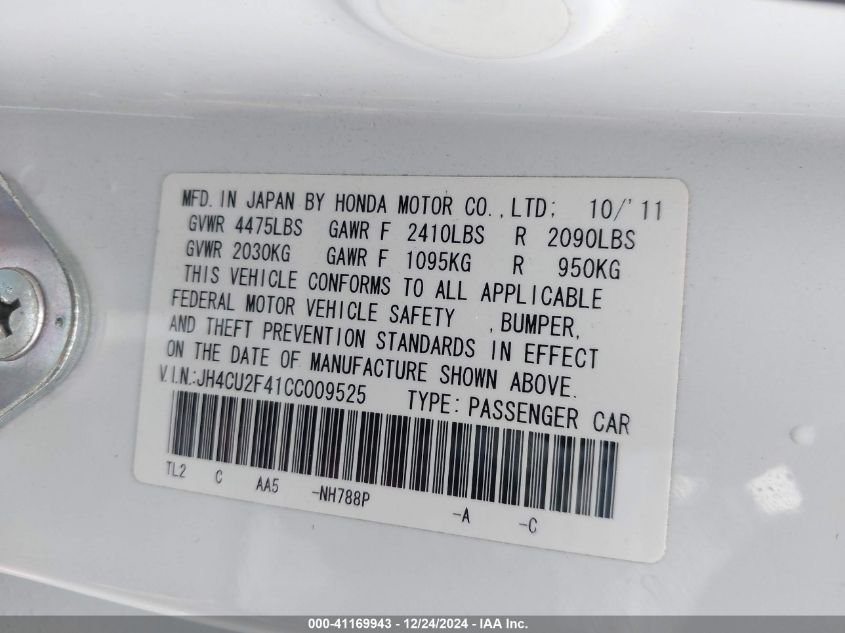 MFD. IN JAPAN BY HONDA MOTOR CO.,LTD; 10/'11
GVWR 4475LBS GAWR F 2410LBS R 2090LBS
GVWR 2030KG GAWR F 1095KG R 950KG
THIS VEHICLE CONFORMS TO ALL APPLICABLE
FEDERAL MOTOR VEHICLE SAFETY , BUMPER,
AND THEFT PREVENTION STANDARDS IN EFFECT
ON THE DATE OF MANUFACTURE SHOWN ABOVE.
V.I.N.:JH4CU2F41CC009525 TYPE: PASSENGER CAR
TL2 C AA5 -NH788P -A -C
000-41169943 - 12/24/2024 - IAA Inc.